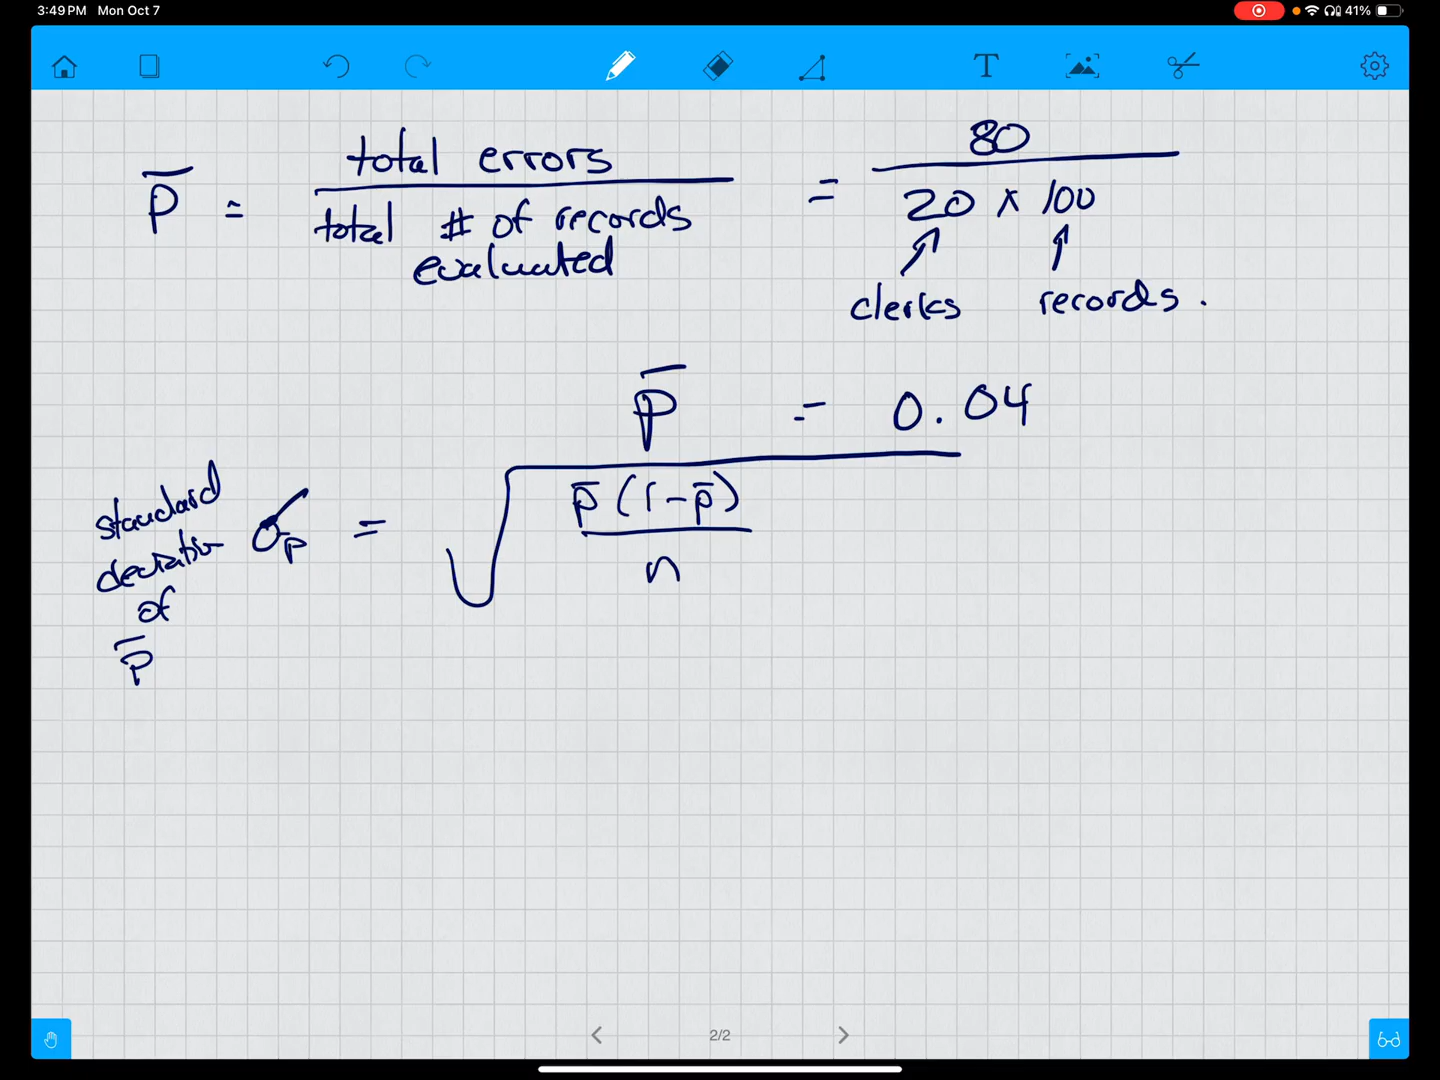 3:49 PM Mon Oct 7
41%
T
p̅ = total errors / total # of records evaluated = 80 / 20 x 100
clerks records.
p̅ = 0.04
standard deviation of p̅
σp = √ p̅ (1 - p̅) / n
2/2